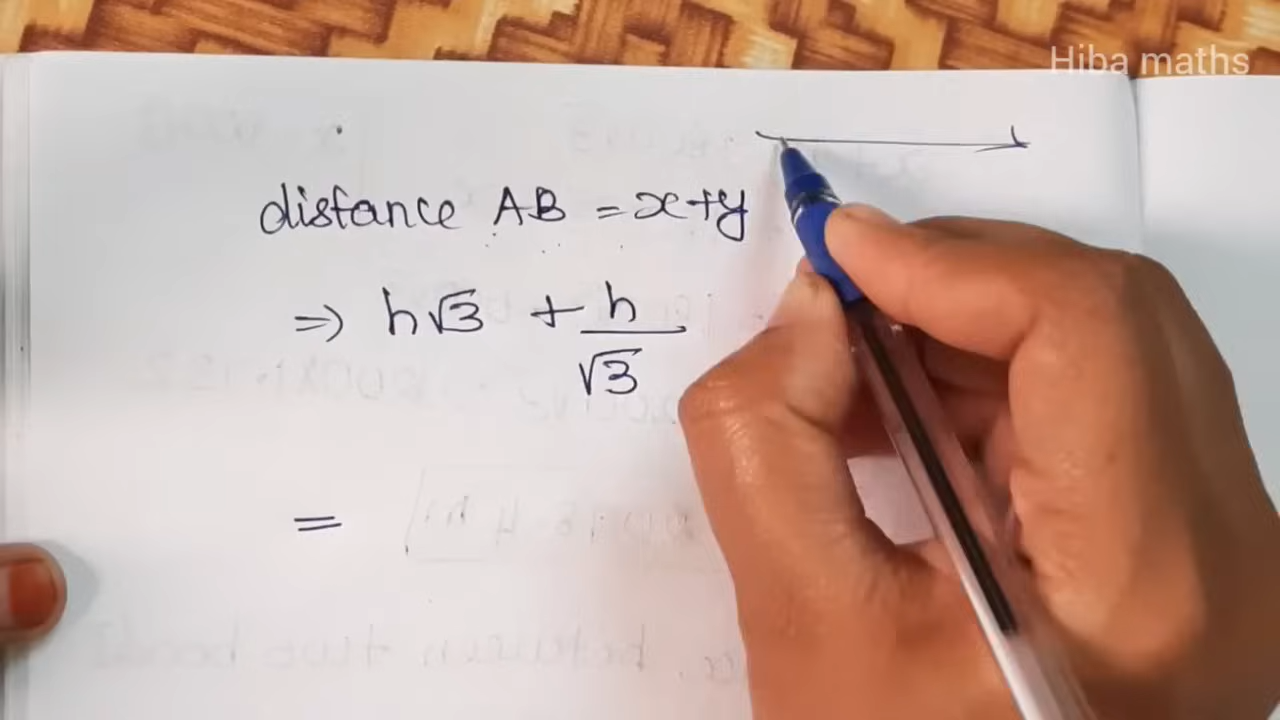 Hiba maths
distance AB = x+y
⇒ h√3 + h/√3
=